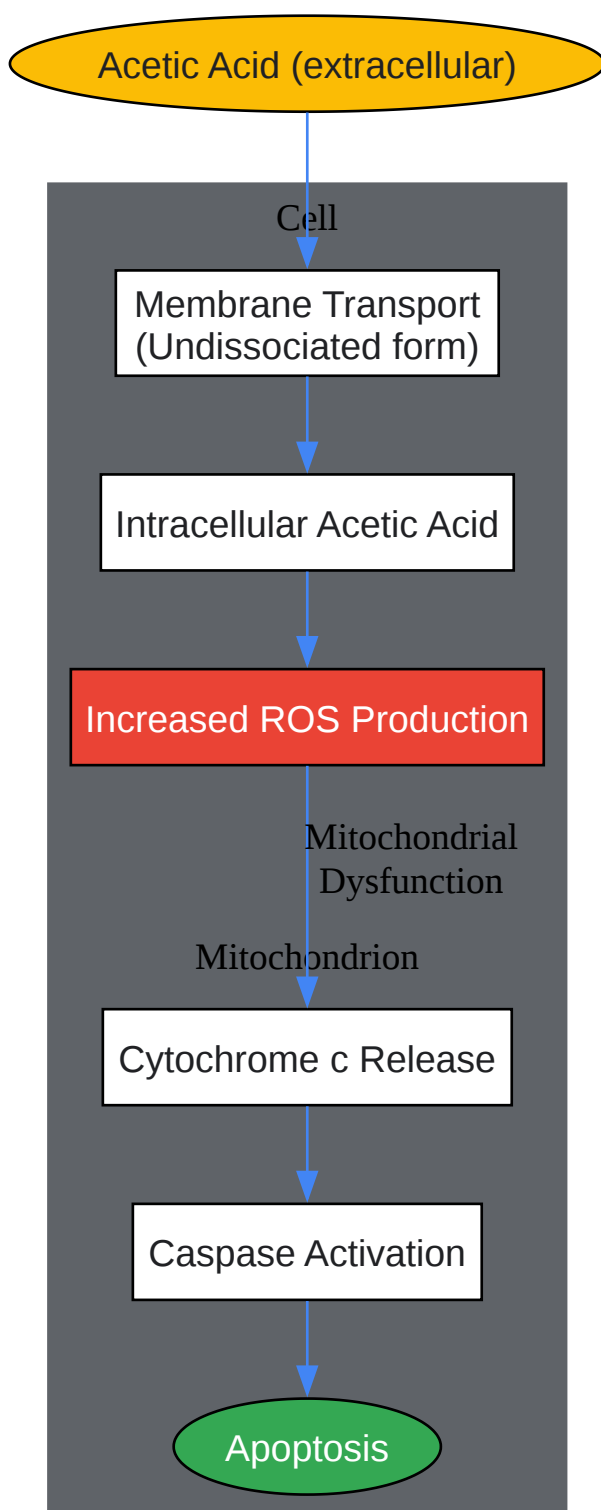 Acetic Acid (extracellular)
Cell
Membrane Transport
(Undissociated form)
Intracellular Acetic Acid
Increased ROS Production
Mitochondrial
Dysfunction
Mitochondrion
Cytochrome c Release
Caspase Activation
Apoptosis